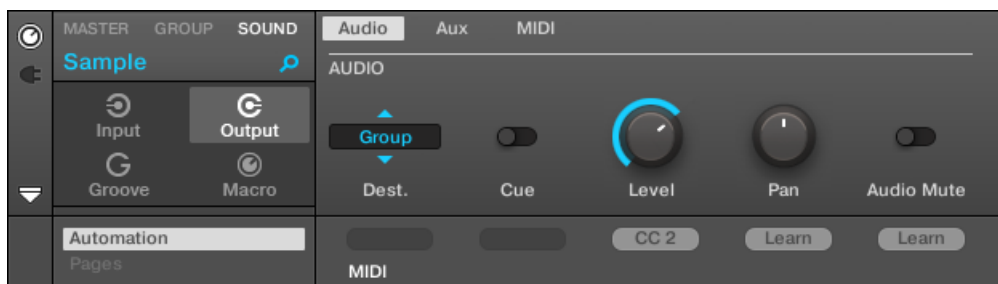 MASTER GROUP SOUND
Sample
Input Output
Groove Macro
Automation
Pages
Audio Aux MIDI
AUDIO
Group
Dest. Cue Level Pan Audio Mute
CC 2 Learn Learn
MIDI